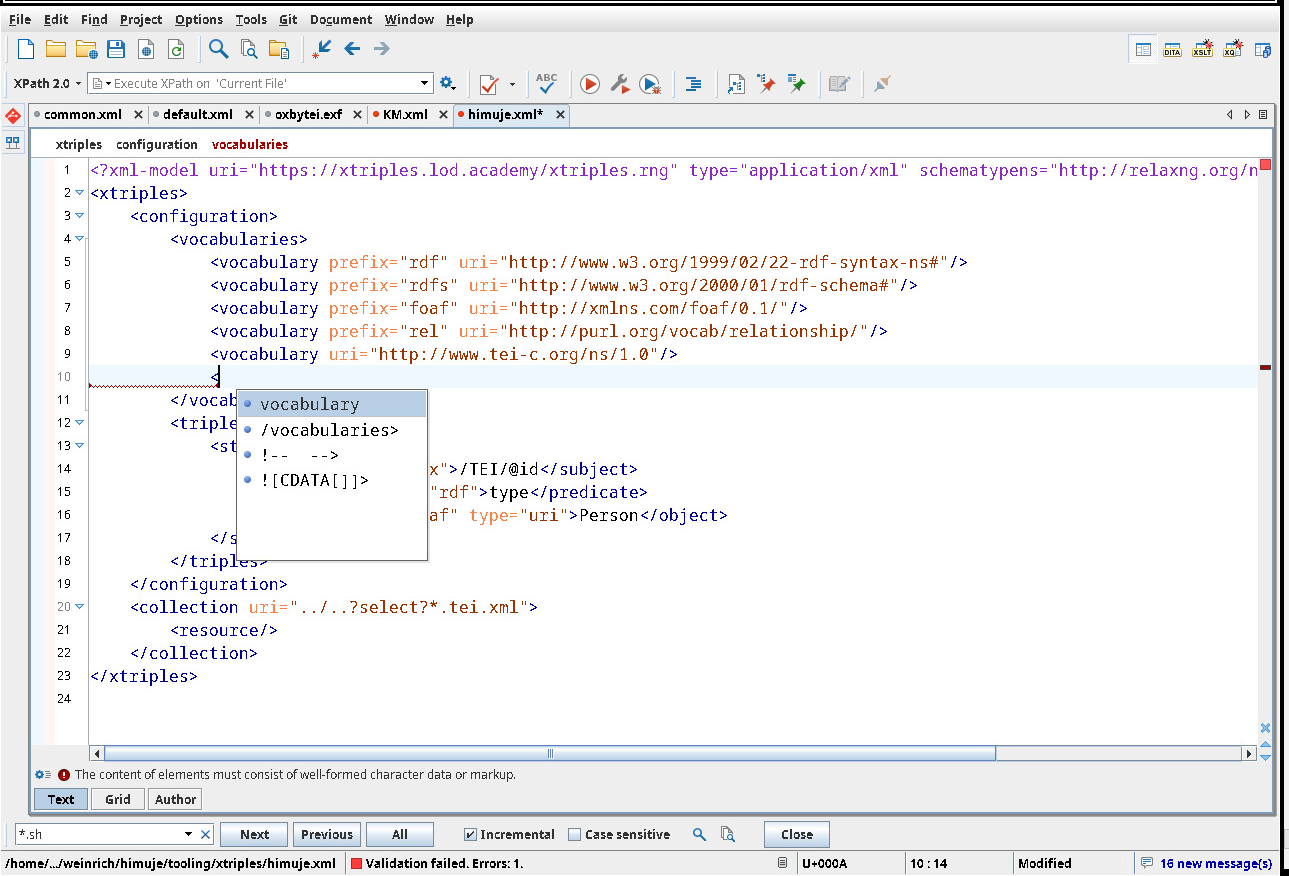 File Edit Find Project Options Tools Git Document Window Help
DITA XSLT XQ
XPath 2.0 Execute XPath on 'Current File' ABC
common.xml default.xml oxbytei.exf KM.xml himuje.xml*
xtriples configuration vocabularies
1 <?xml-model uri="https://xtriples.lod.academy/xtriples.rng" type="application/xml" schematypens="http://relaxng.org/n
2 <xtriples>
3 <configuration>
4 <vocabularies>
5 <vocabulary prefix="rdf" uri="http://www.w3.org/1999/02/22-rdf-syntax-ns#"/>
6 <vocabulary prefix="rdfs" uri="http://www.w3.org/2000/01/rdf-schema#"/>
7 <vocabulary prefix="foaf" uri="http://xmlns.com/foaf/0.1/"/>
8 <vocabulary prefix="rel" uri="http://purl.org/vocab/relationship/"/>
9 <vocabulary uri="http://www.tei-c.org/ns/1.0"/>
10 <
11 </vocab
12 <triple
13 <st
14 x">/TEI/@id</subject>
15 "rdf">type</predicate>
16 af" type="uri">Person</object>
17 </s
18 </triples>
19 </configuration>
20 <collection uri="../..?select?*.tei.xml">
21 <resource/>
22 </collection>
23 </xtriples>
24
vocabulary
/vocabularies>
!-- -->
![CDATA[]]>
The content of elements must consist of well-formed character data or markup.
Text Grid Author
*.sh Next Previous All Incremental Case sensitive Close
/home/.../weinrich/himuje/tooling/xtriples/himuje.xml Validation failed. Errors: 1. U+000A 10 : 14 Modified 16 new message(s)